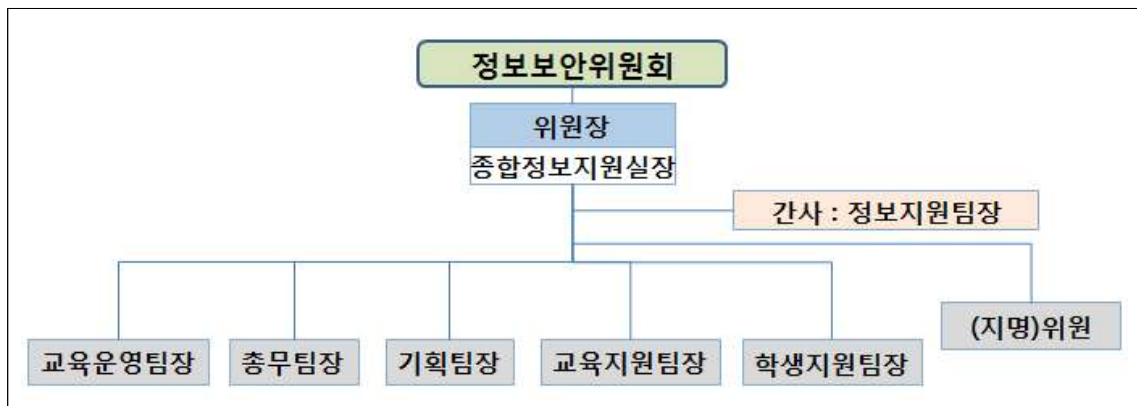 정보보안위원회
위원장
종합정보지원실장
간사 : 정보지원팀장
(지명)위원
교육운영팀장
총무팀장
기획팀장
교육지원팀장
학생지원팀장